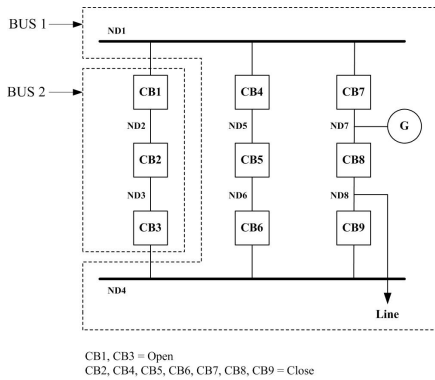 BUS 1
ND1
BUS 2
CB1 CB4 CB7
ND2 ND5 ND7 G
CB2 CB5 CB8
ND3 ND6 ND8
CB3 CB6 CB9
ND4
Line
CB1, CB3 = Open
CB2, CB4, CB5, CB6, CB7, CB8, CB9 = Close